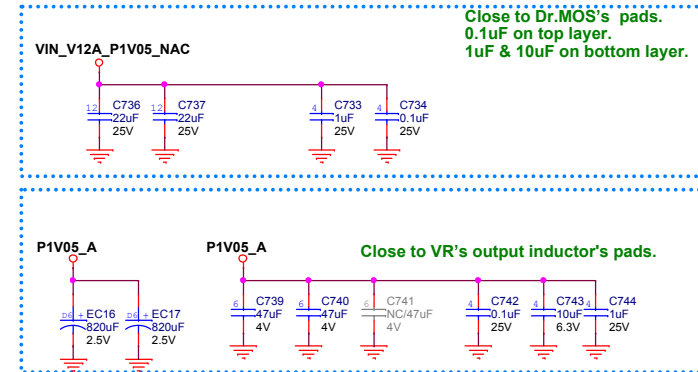 Close to Dr.MOS's pads.
0.1uF on top layer.
1uF & 10uF on bottom layer.
VIN_V12A_P1V05_NAC
12 C736 22uF 25V
12 C737 22uF 25V
4 C733 1uF 25V
4 C734 0.1uF 25V
P1V05_A
P1V05_A
Close to VR's output inductor's pads.
D6 + EC16 820uF 2.5V
D6 + EC17 820uF 2.5V
6 C739 47uF 4V
6 C740 47uF 4V
6 C741 NC/47uF 4V
4 C742 0.1uF 25V
4 C743 10uF 6.3V
4 C744 1uF 25V